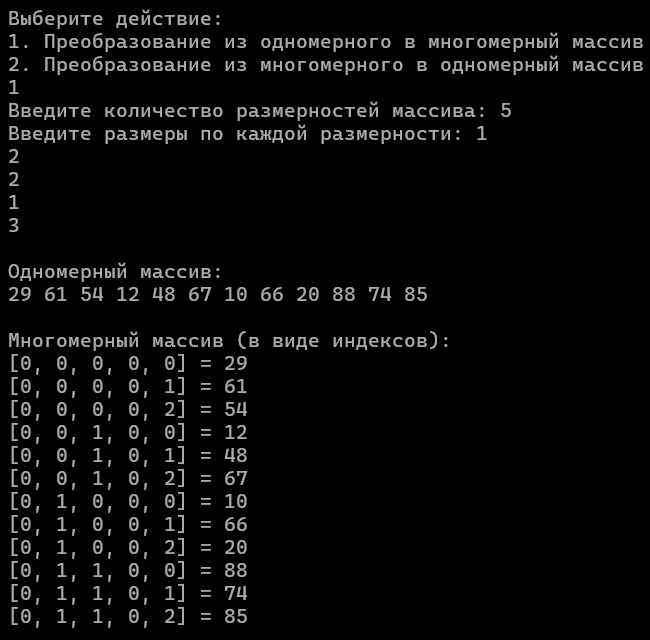 Выберите действие:
1. Преобразование из одномерного в многомерный массив
2. Преобразование из многомерного в одномерный массив
1
Введите количество размерностей массива: 5
Введите размеры по каждой размерности: 1
2
2
1
3
Одномерный массив:
29 61 54 12 48 67 10 66 20 88 74 85
Многомерный массив (в виде индексов):
[0, 0, 0, 0, 0] = 29
[0, 0, 0, 0, 1] = 61
[0, 0, 0, 0, 2] = 54
[0, 0, 1, 0, 0] = 12
[0, 0, 1, 0, 1] = 48
[0, 0, 1, 0, 2] = 67
[0, 1, 0, 0, 0] = 10
[0, 1, 0, 0, 1] = 66
[0, 1, 0, 0, 2] = 20
[0, 1, 1, 0, 0] = 88
[0, 1, 1, 0, 1] = 74
[0, 1, 1, 0, 2] = 85